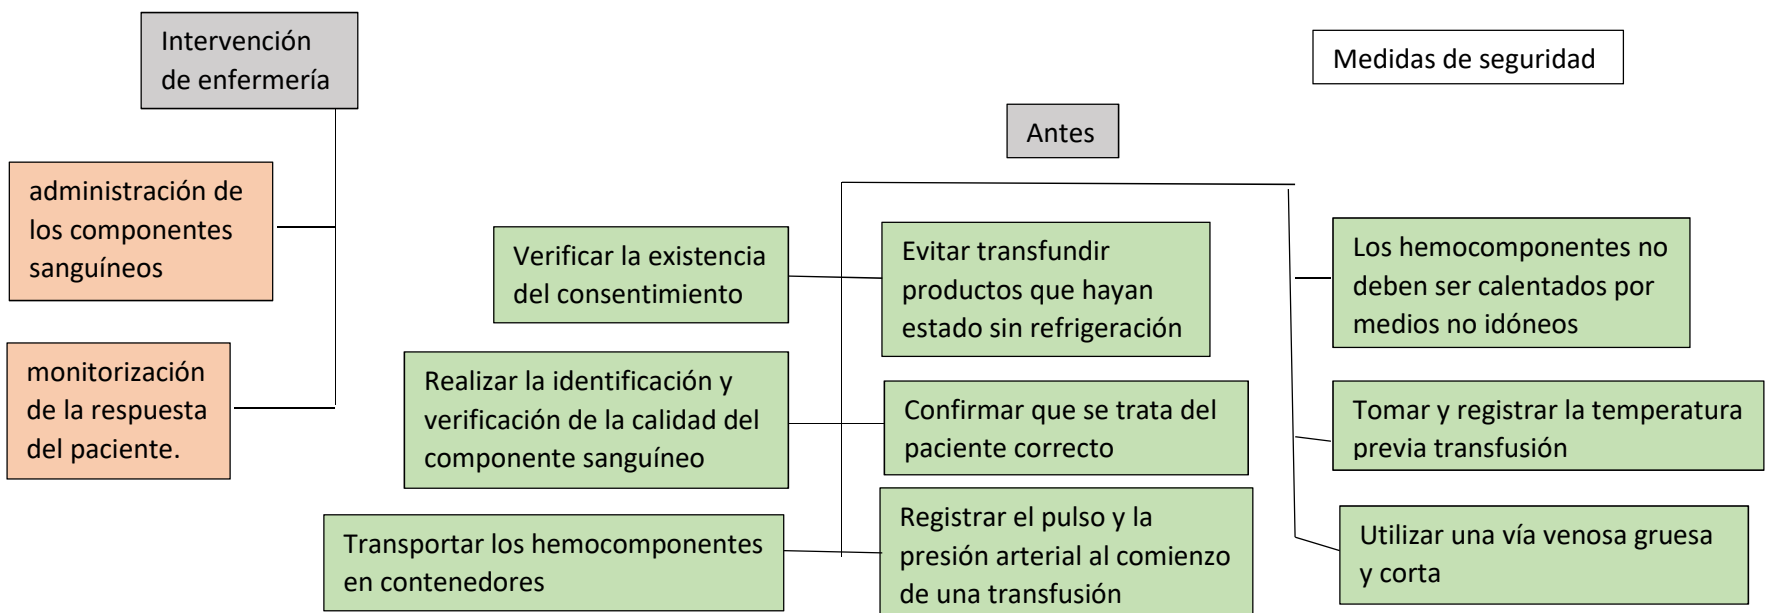 Intervención
de enfermería
administración de
los componentes
sanguíneos
monitorización
de la respuesta
del paciente.
Medidas de seguridad
Antes
Verificar la existencia
del consentimiento
Realizar la identificación y
verificación de la calidad del
componente sanguíneo
Transportar los hemocomponentes
en contenedores
Evitar transfundir
productos que hayan
estado sin refrigeración
Confirmar que se trata del
paciente correcto
Registrar el pulso y la
presión arterial al comienzo
de una transfusión
Los hemocomponentes no
deben ser calentados por
medios no idóneos
Tomar y registrar la temperatura
previa transfusión
Utilizar una vía venosa gruesa
y corta